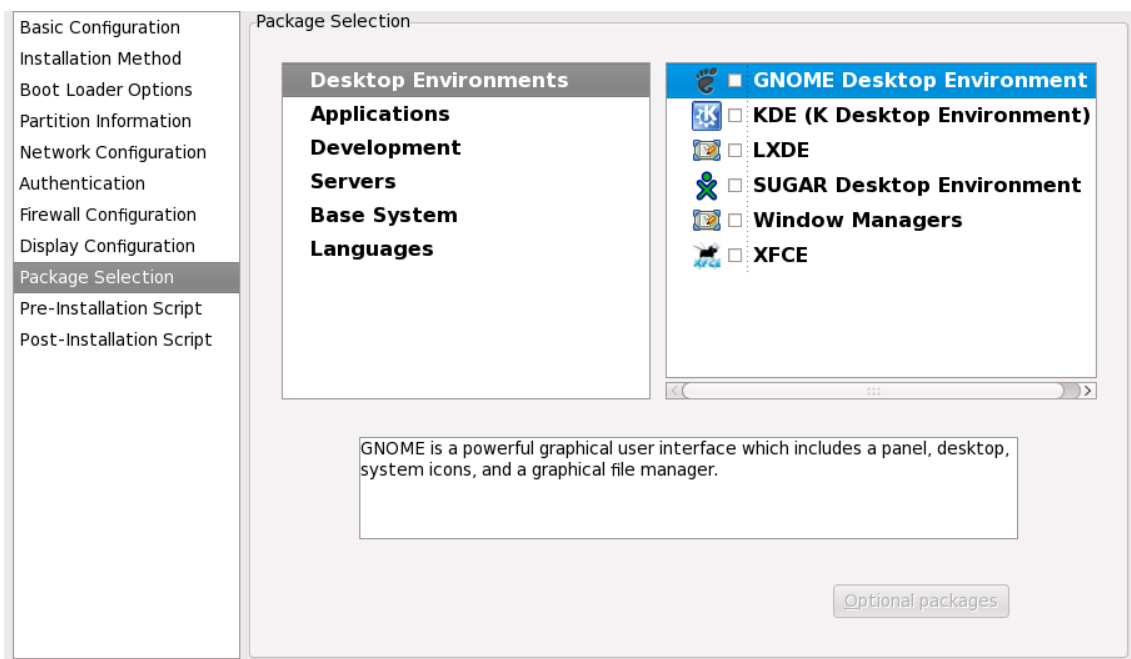 Basic Configuration
Installation Method
Boot Loader Options
Partition Information
Network Configuration
Authentication
Firewall Configuration
Display Configuration
Package Selection
Pre-Installation Script
Post-Installation Script
Package Selection
Desktop Environments
Applications
Development
Servers
Base System
Languages
GNOME Desktop Environment
KDE (K Desktop Environment)
LXDE
SUGAR Desktop Environment
Window Managers
XFCE
GNOME is a powerful graphical user interface which includes a panel, desktop,
system icons, and a graphical file manager.
Optional packages